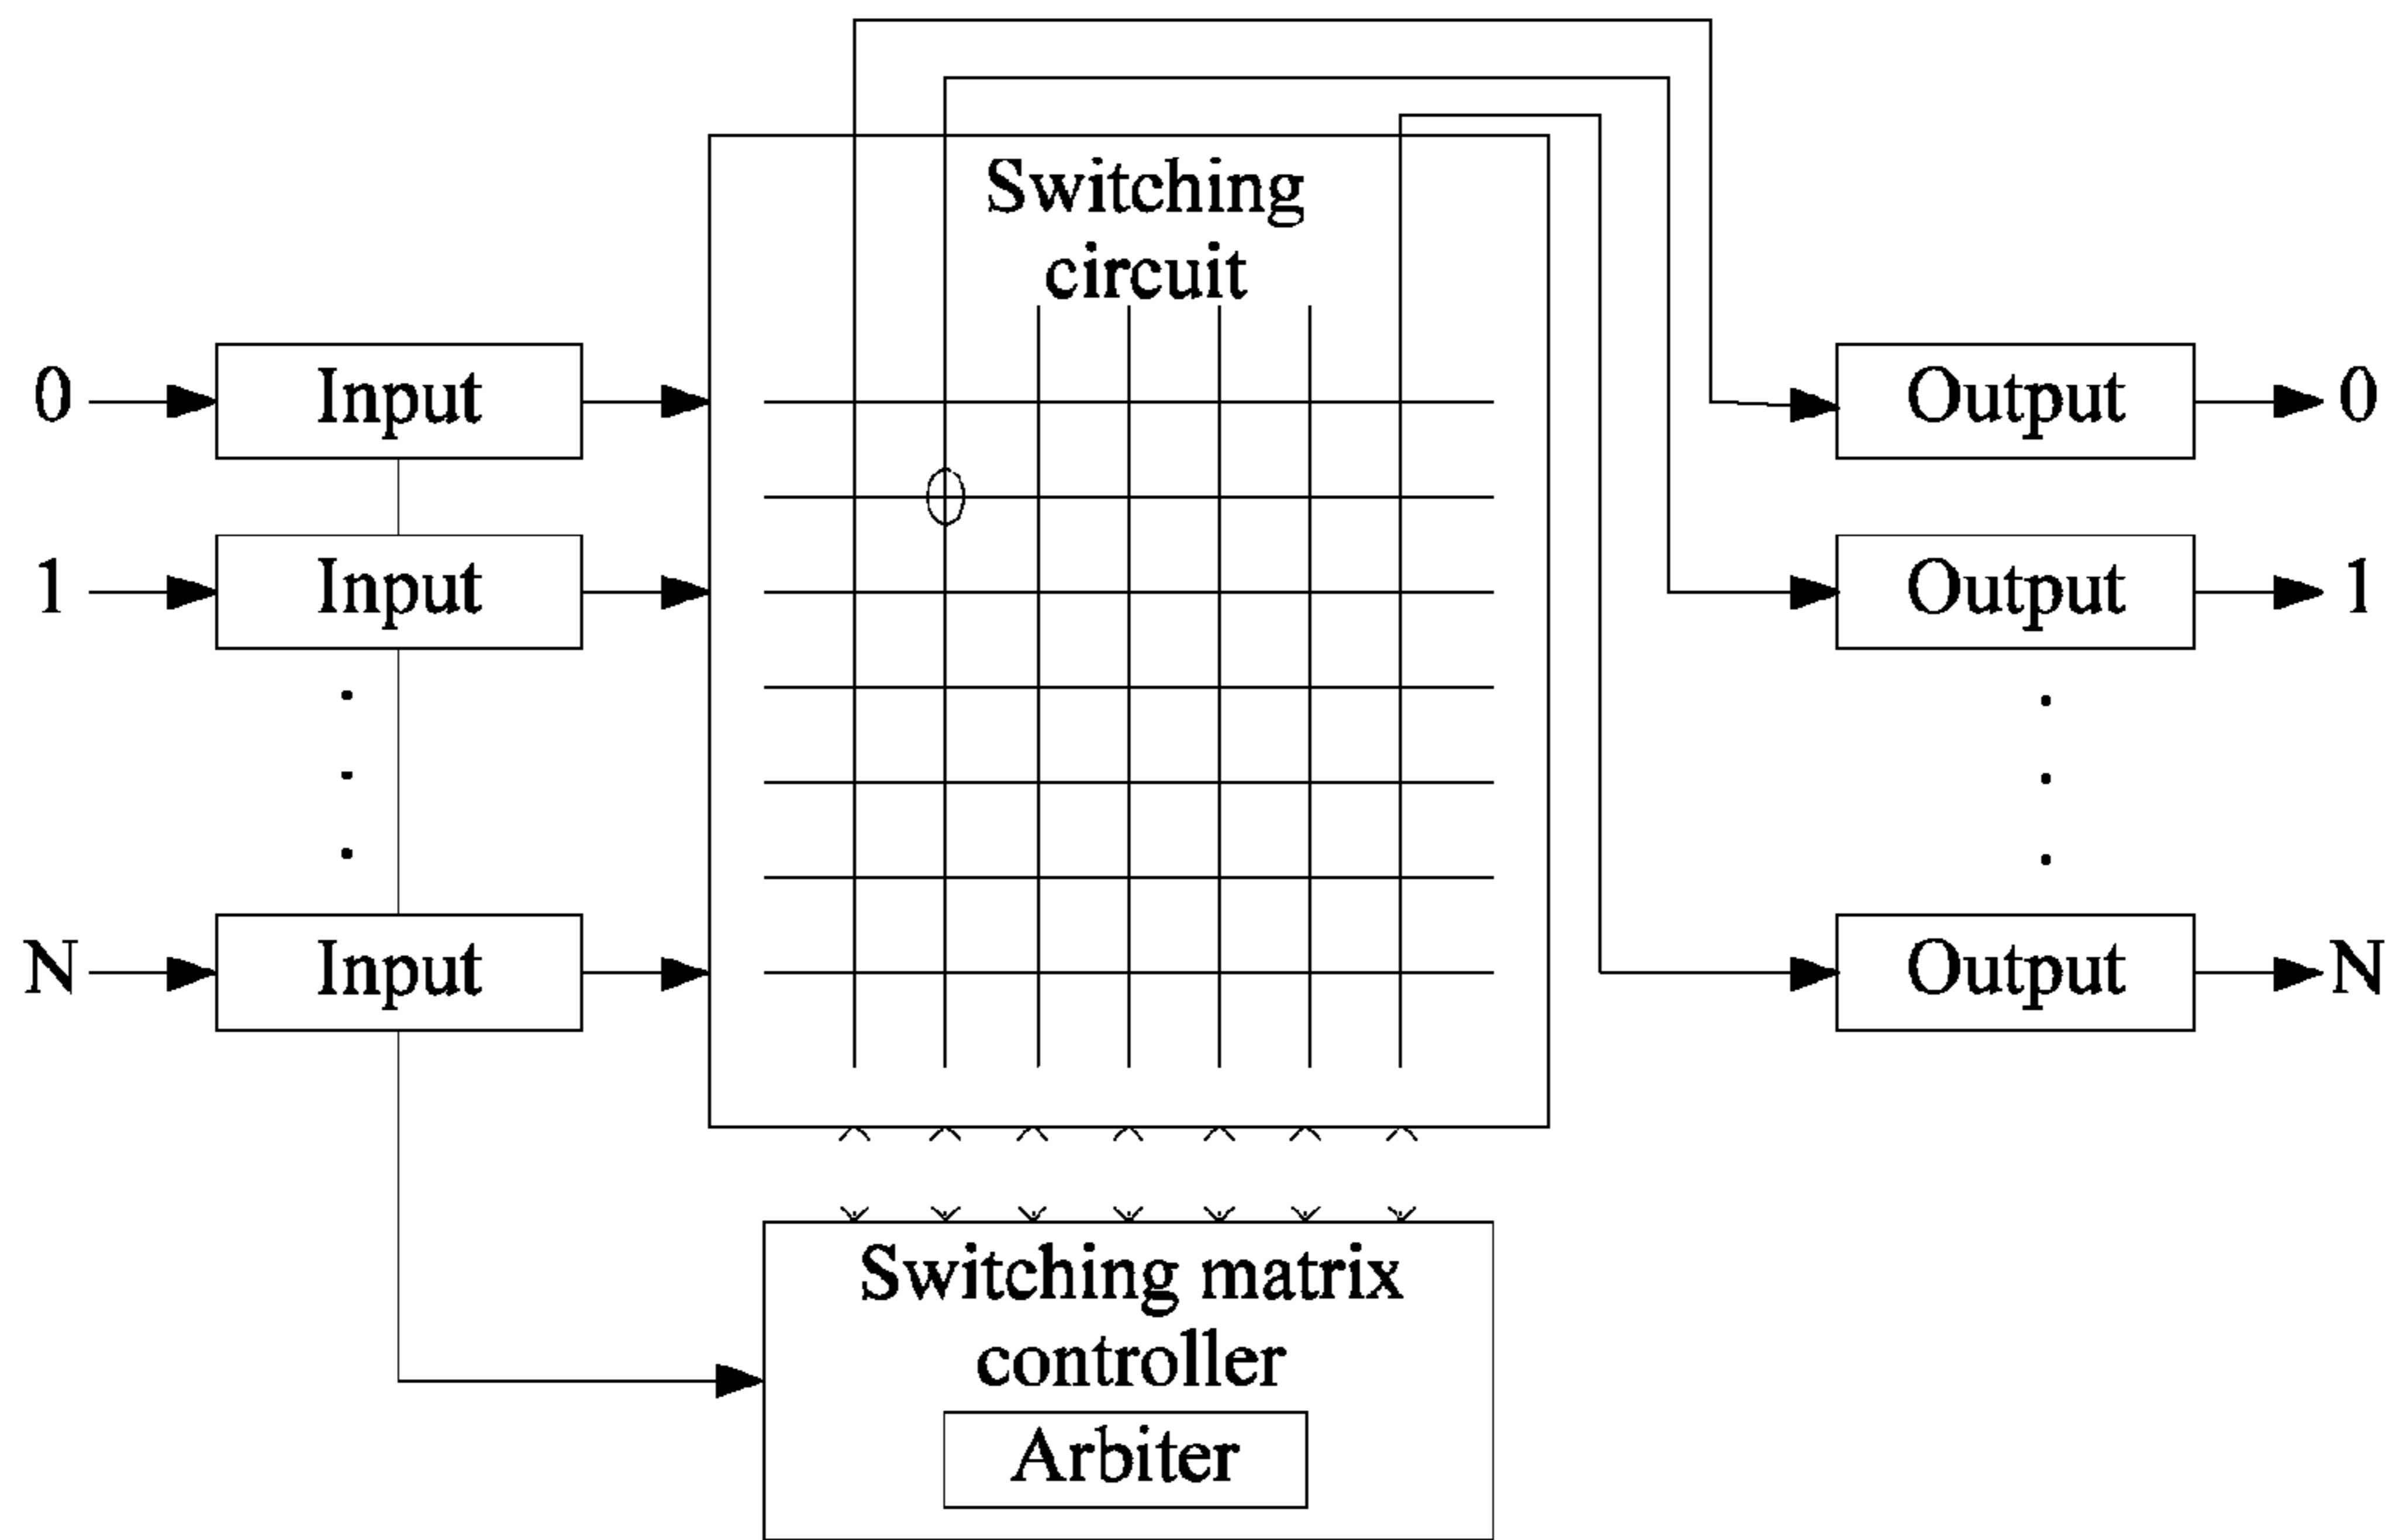 Switching
circuit
0 Input Output 0
1 Input Output 1
N Input Output N
Switching matrix
controller
Arbiter